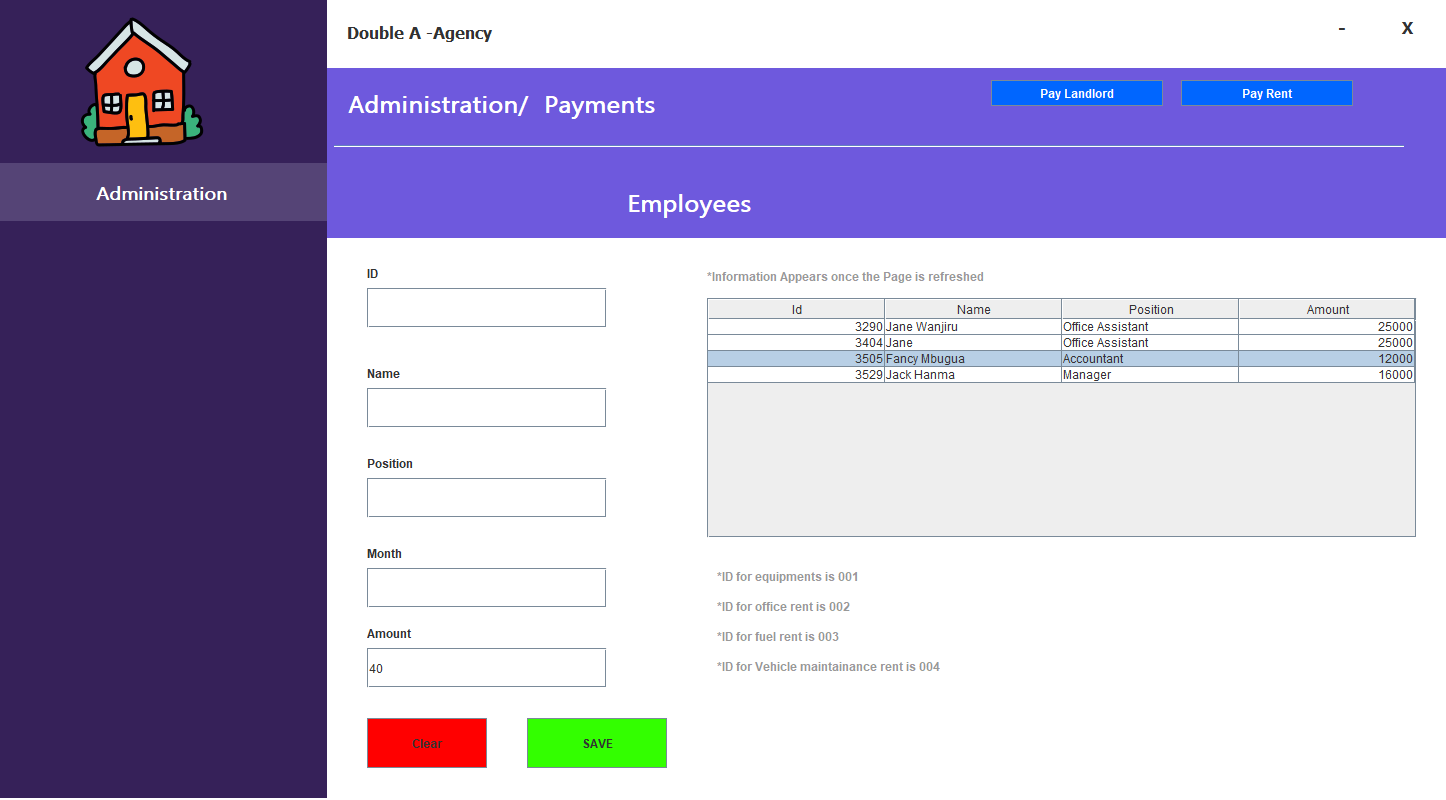 Double A -Agency
-
X
Administration/ Payments
Pay Landlord
Pay Rent
Administration
Employees
ID
Name
Position
Month
Amount
40
Clear
SAVE
*Information Appears once the Page is refreshed
Id Name Position Amount
3290 Jane Wanjiru Office Assistant 25000
3404 Jane Office Assistant 25000
3505 Fancy Mbugua Accountant 12000
3529 Jack Hanma Manager 16000
*ID for equipments is 001
*ID for office rent is 002
*ID for fuel rent is 003
*ID for Vehicle maintainance rent is 004